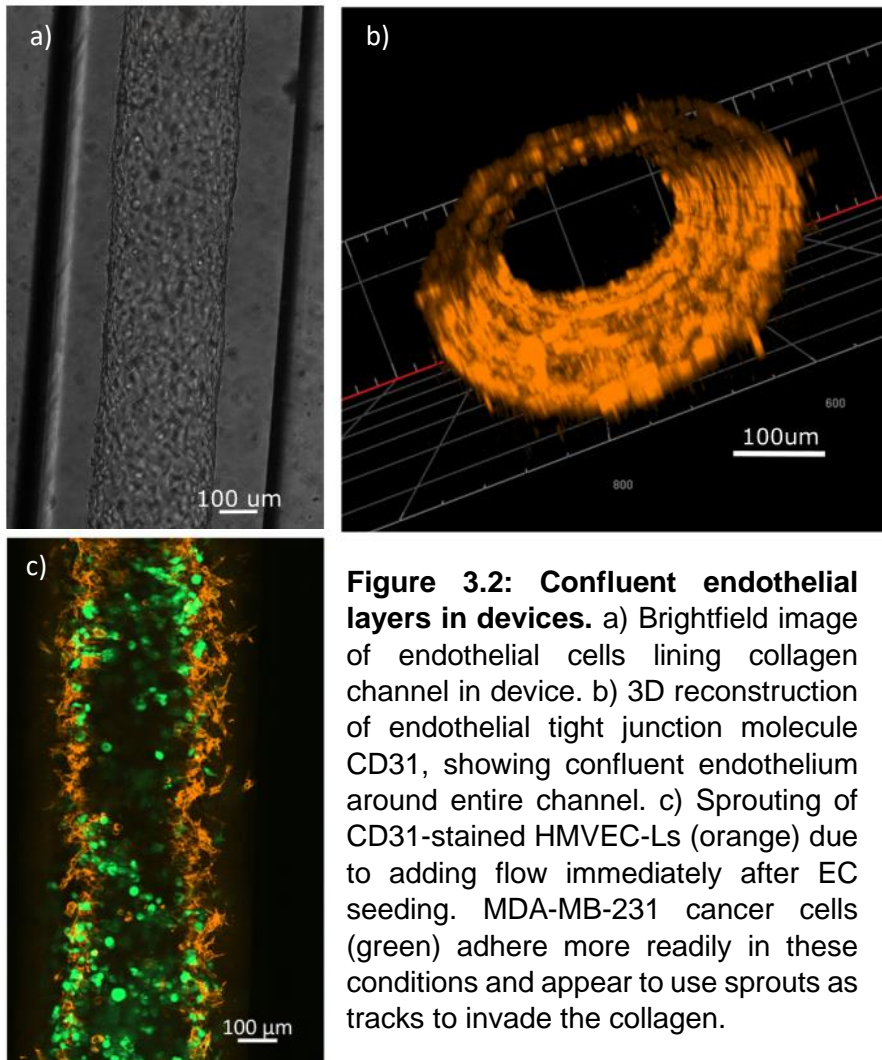 a)
100 um
b)
600
100um
800
c)
100 μm
Figure 3.2: Confluent endothelial
layers in devices. a) Brightfield image
of endothelial cells lining collagen
channel in device. b) 3D reconstruction
of endothelial tight junction molecule
CD31, showing confluent endothelium
around entire channel. c) Sprouting of
CD31-stained HMVEC-Ls (orange) due
to adding flow immediately after EC
seeding. MDA-MB-231 cancer cells
(green) adhere more readily in these
conditions and appear to use sprouts as
tracks to invade the collagen.